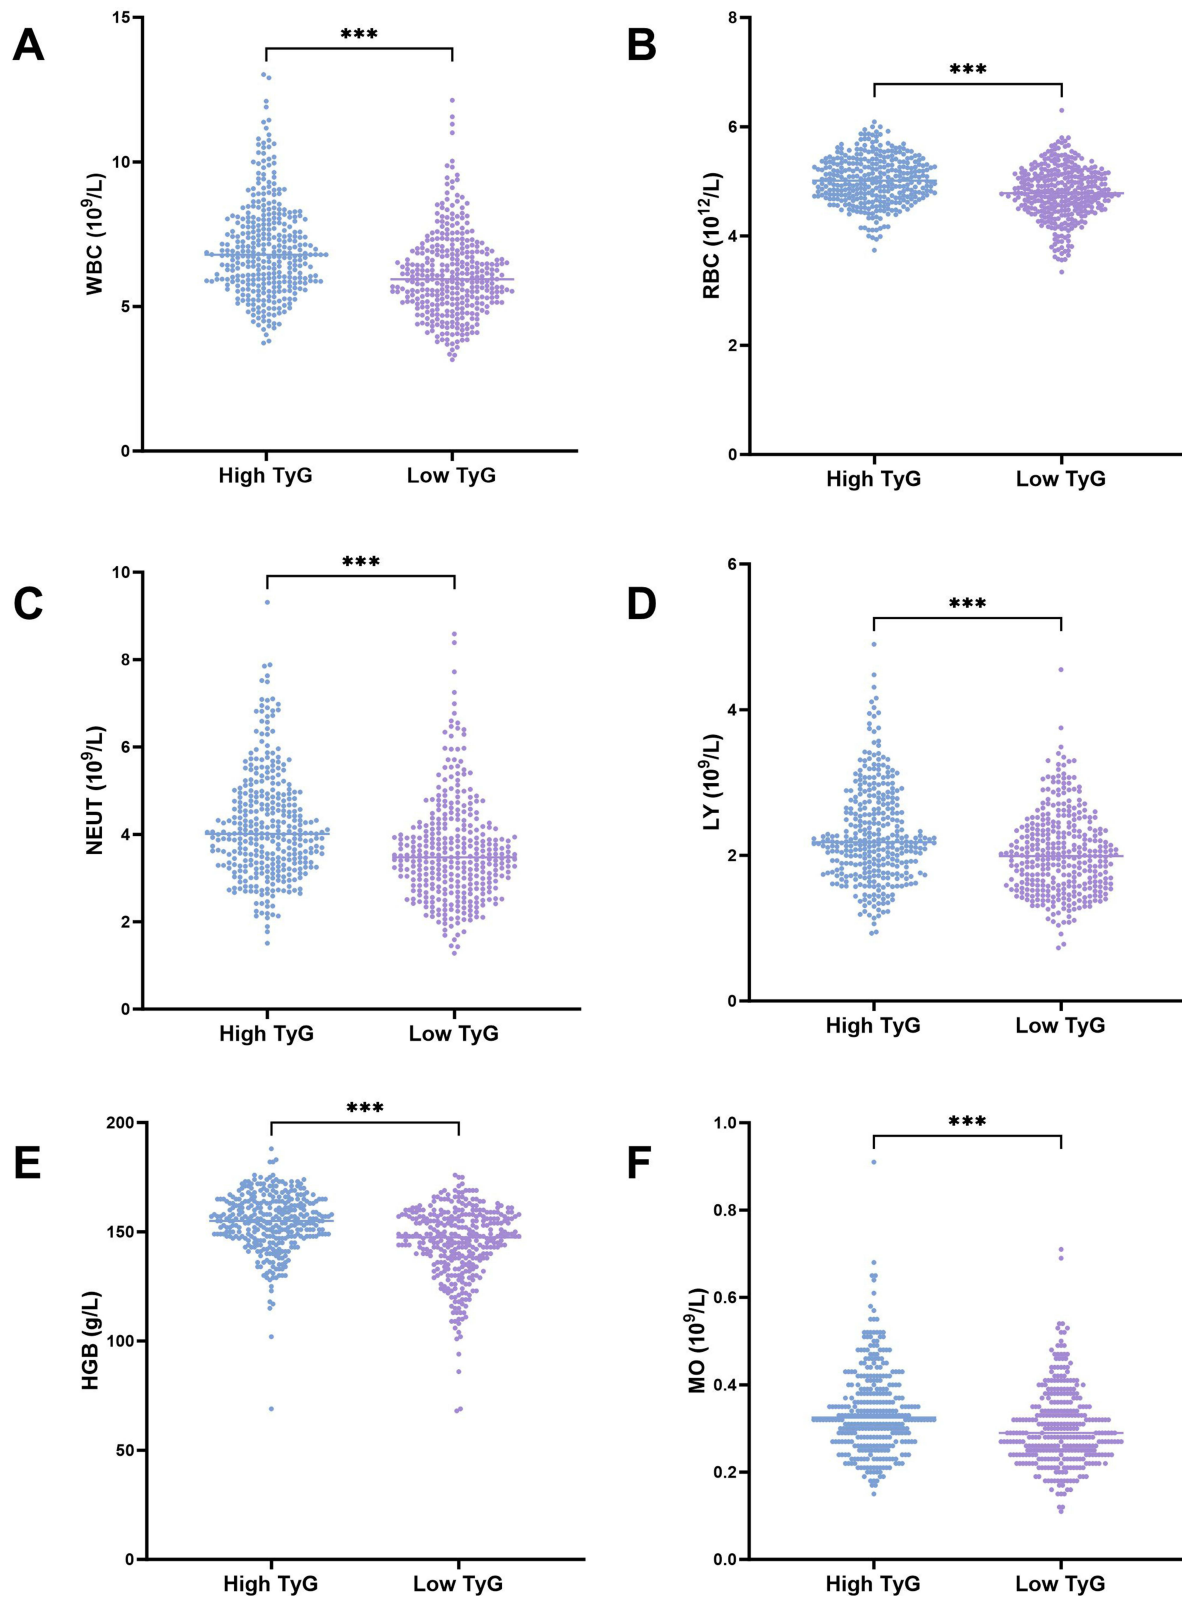 A
WBC (10⁹/L)
15
10
5
0
***
High TyG
Low TyG
B
RBC (10¹²/L)
8
6
4
2
0
***
High TyG
Low TyG
C
NEUT (10⁹/L)
10
8
6
4
2
0
***
High TyG
Low TyG
D
LY (10⁹/L)
6
4
2
0
***
High TyG
Low TyG
E
HGB (g/L)
200
150
100
50
0
***
High TyG
Low TyG
F
MO (10⁹/L)
1.0
0.8
0.6
0.4
0.2
0.0
***
High TyG
Low TyG